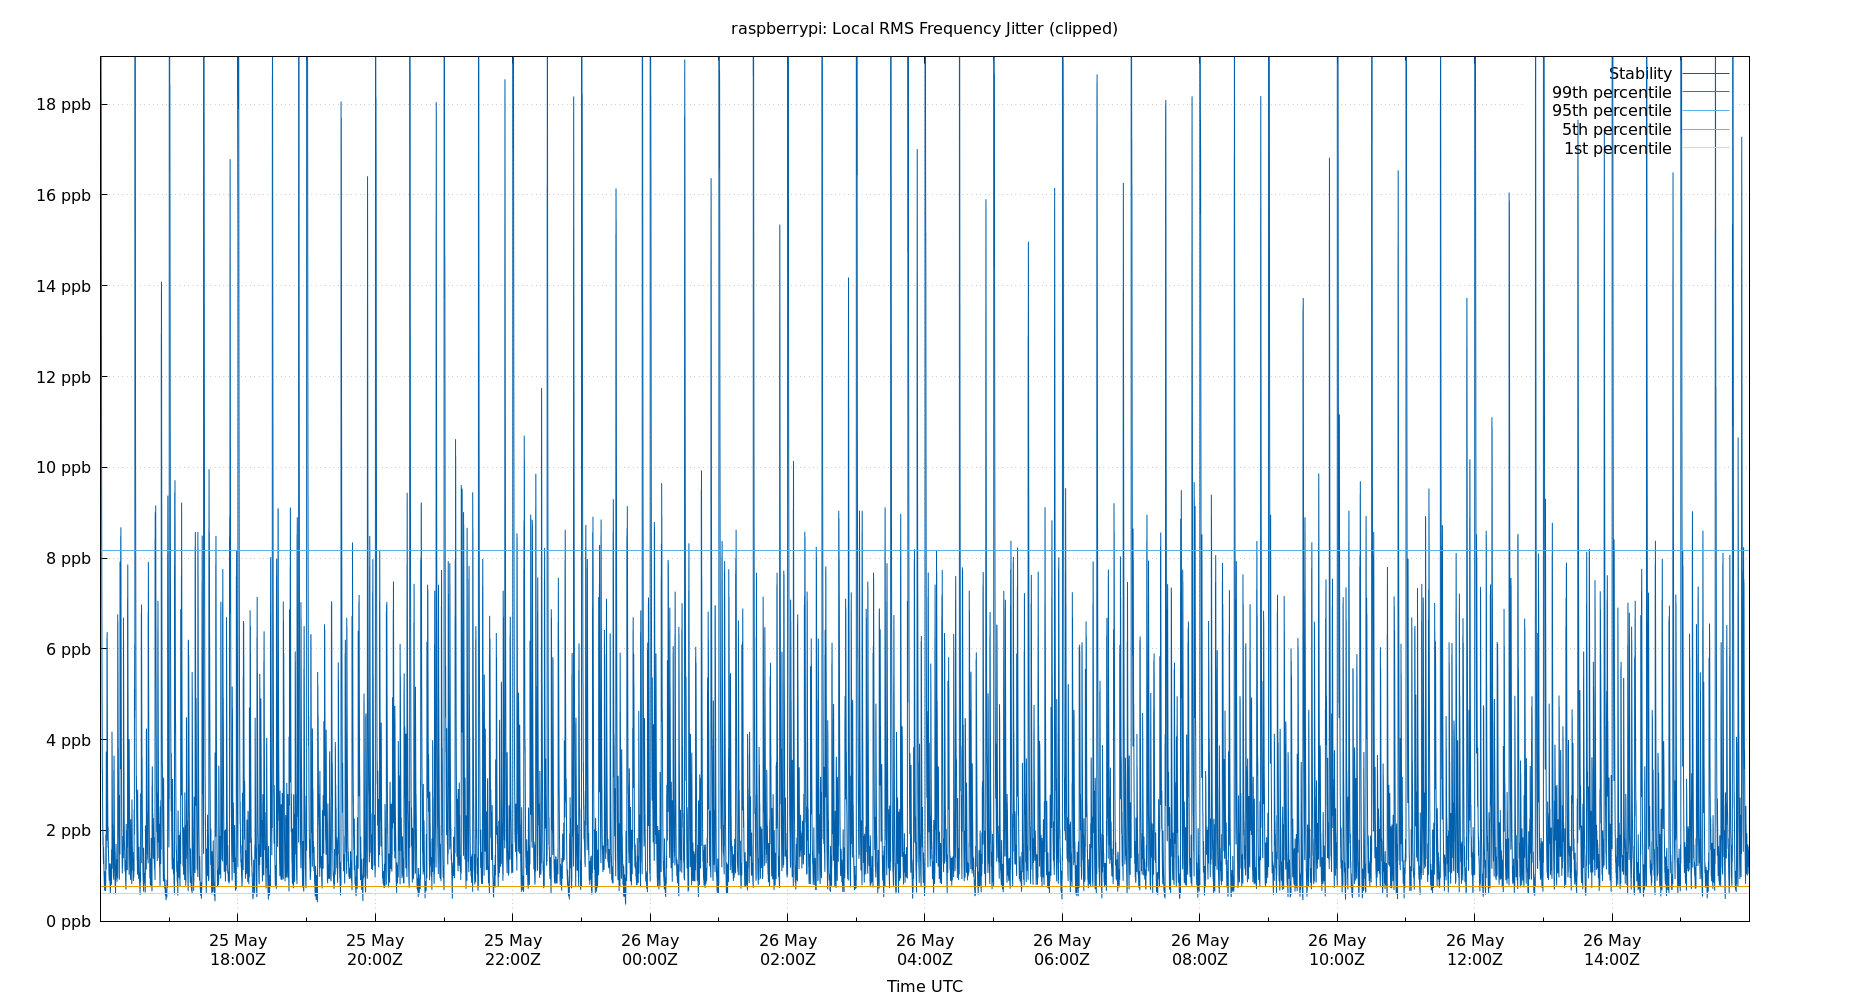 raspberrypi: Local RMS Frequency Jitter (clipped)
Stability
99th percentile
95th percentile
5th percentile
1st percentile
18 ppb
16 ppb
14 ppb
12 ppb
10 ppb
8 ppb
6 ppb
4 ppb
2 ppb
0 ppb
25 May 25 May 25 May 26 May 26 May 26 May 26 May 26 May 26 May 26 May 26 May
18:00Z 20:00Z 22:00Z 00:00Z 02:00Z 04:00Z 06:00Z 08:00Z 10:00Z 12:00Z 14:00Z
Time UTC